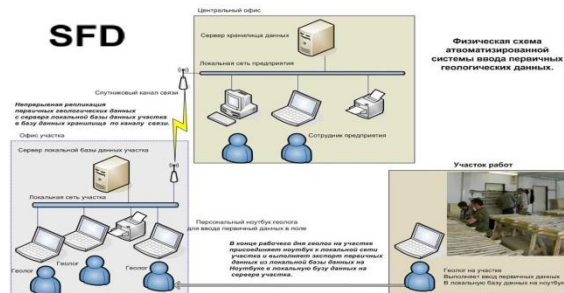 SFD
Центральный офис
Сервер хранилища данных
Локальная сеть предприятия
Сотрудник предприятия
Физическая схема
атвоматизированной
системы ввода первичных
геологических данных.
Спутниковый канал связи
Непрерывная репликация
первичных геологических данных
с сервера локальной базы данных участка
в базу данных хранилища по каналу связи.
Офис участка
Сервер локальной базы данных участка
Локальная сеть участка
Геолог
Геолог
Геолог
Персональный ноутбук геолога
для ввода первичный данных в поле
В конце рабочего дня геолог на участке
присоединяет ноутбук к локальной сети
участка и выполняет экспорт первичных
данных из локальной базы данных на
Ноутбуке в локальную базу данных на
сервере участка.
Участок работ
Геолог на участке
Выполняет ввод первичных данных
В локальную базу данных на ноутбуке